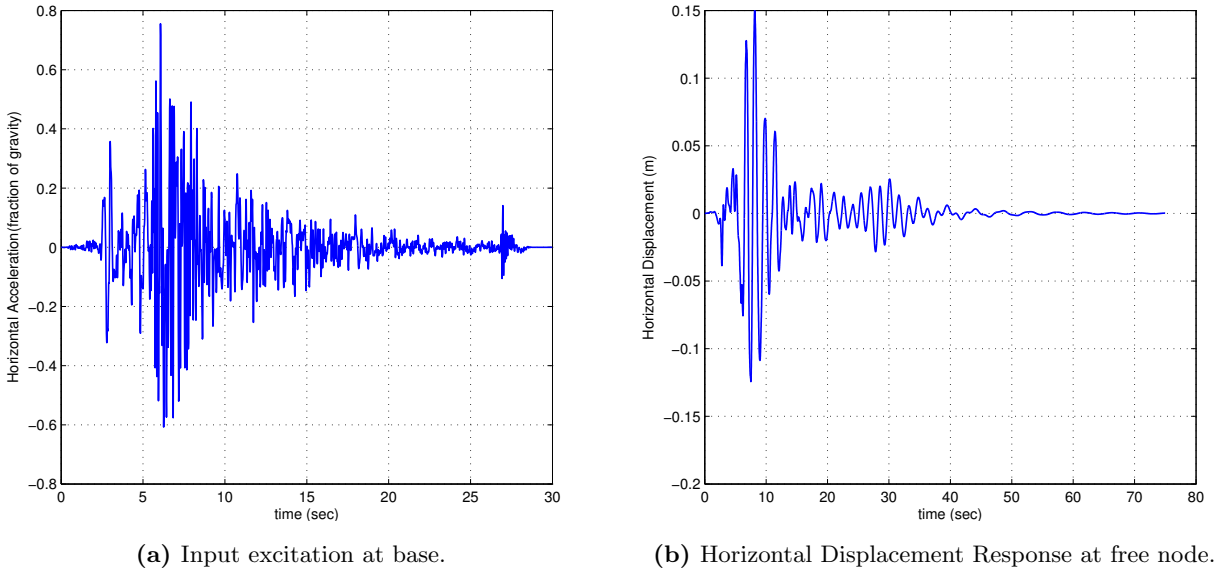 0.8
0.6
0.4
0.2
0
−0.2
−0.4
−0.6
−0.8
Horizontal Acceleration(fraction of gravity)
0 5 10 15 20 25 30
time (sec)
(a) Input excitation at base.
0.15
0.1
0.05
0
−0.05
−0.1
−0.15
−0.2
Horizontal Displacement (m)
0 10 20 30 40 50 60 70 80
time (sec)
(b) Horizontal Displacement Response at free node.